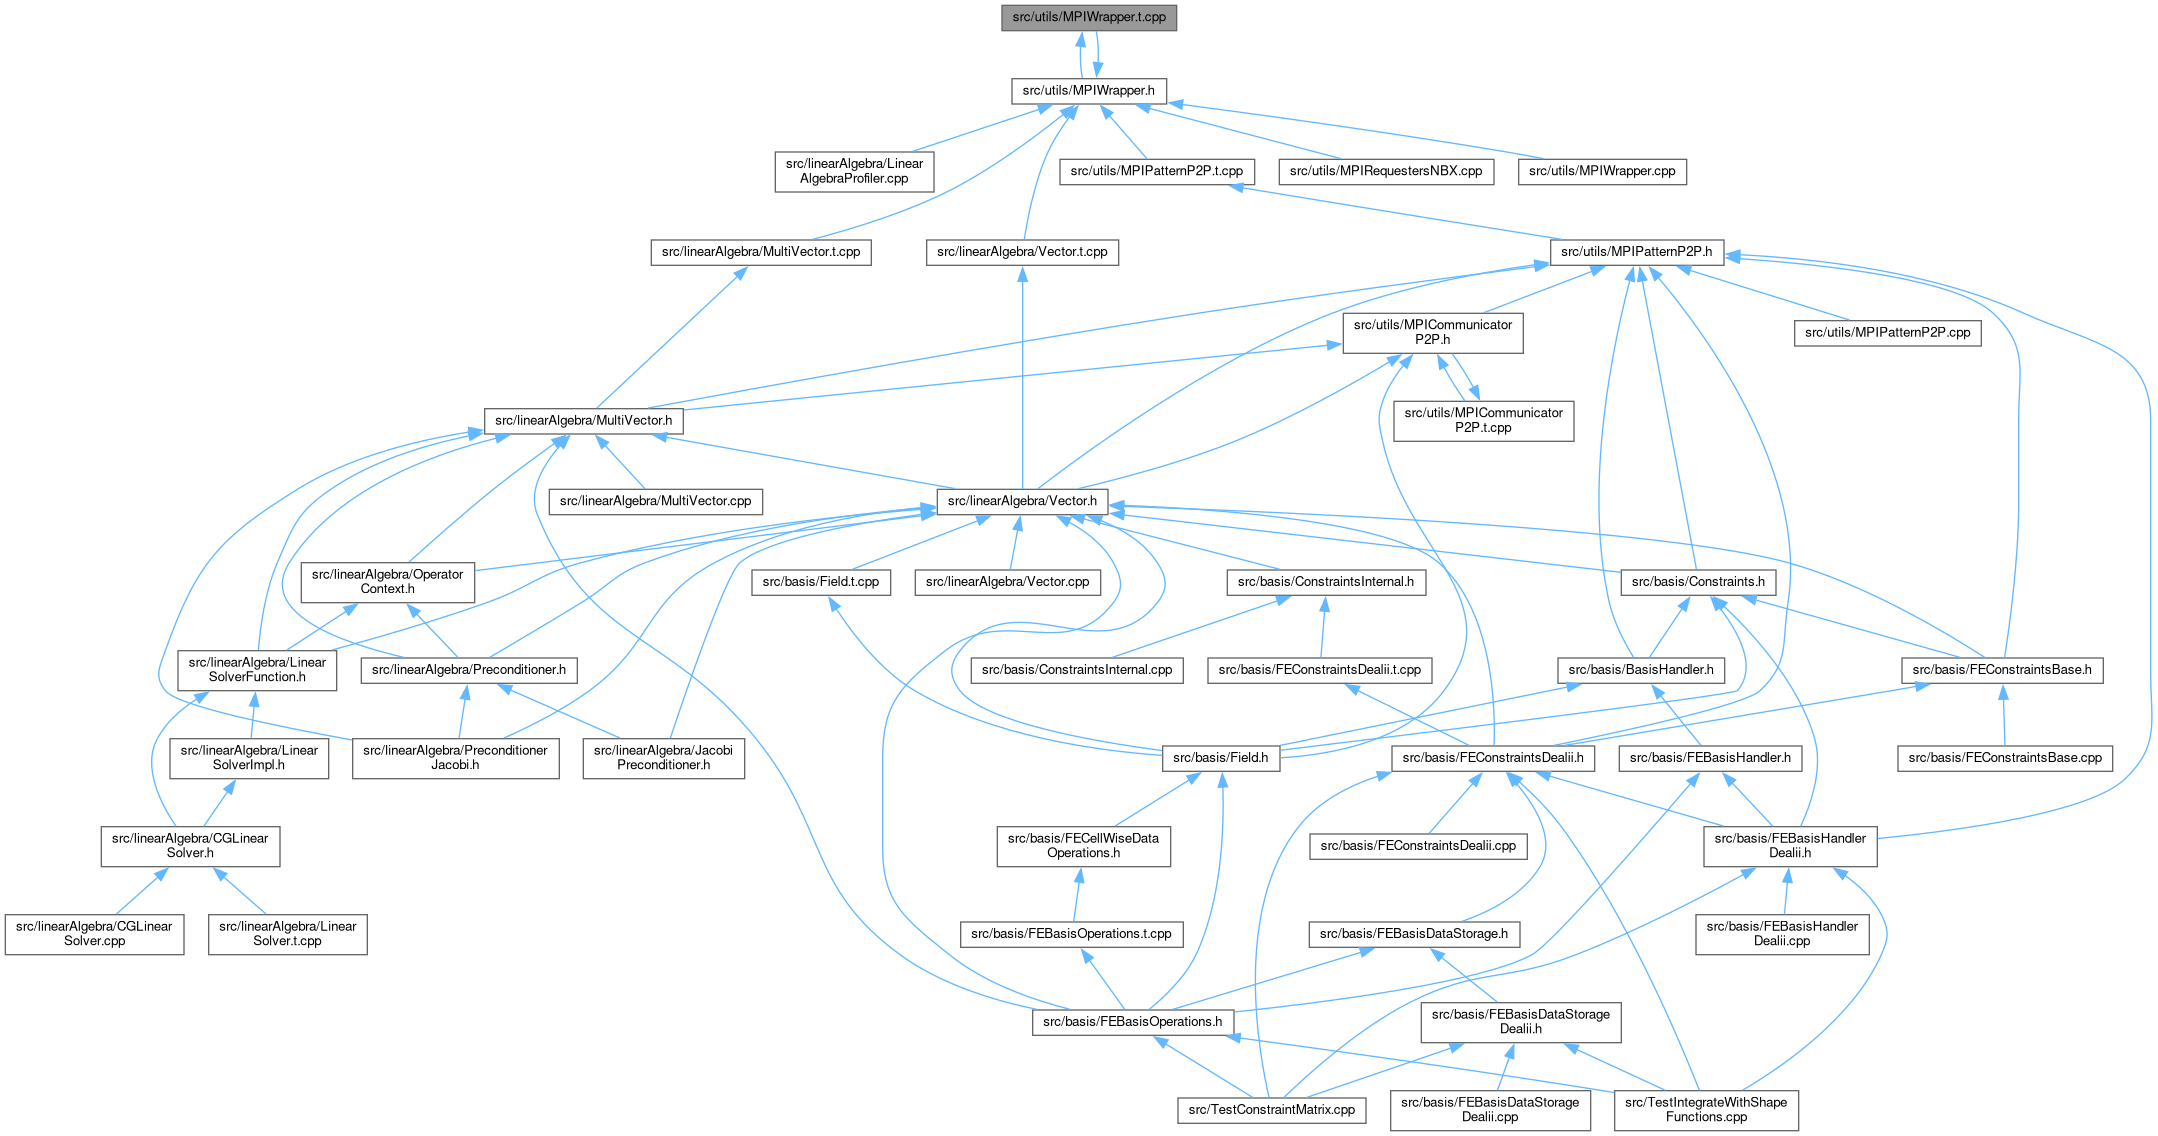 src/utils/MPIWrapper.t.cpp
src/utils/MPIWrapper.h
src/linearAlgebra/Linear
AlgebraProfiler.cpp
src/utils/MPIPatternP2P.t.cpp
src/utils/MPIRequestersNBX.cpp
src/utils/MPIWrapper.cpp
src/linearAlgebra/MultiVector.t.cpp
src/linearAlgebra/Vector.t.cpp
src/utils/MPIPatternP2P.h
src/utils/MPICommunicator
P2P.h
src/utils/MPIPatternP2P.cpp
src/linearAlgebra/MultiVector.h
src/utils/MPICommunicator
P2P.t.cpp
src/linearAlgebra/MultiVector.cpp
src/linearAlgebra/Vector.h
src/linearAlgebra/Operator
Context.h
src/basis/Field.t.cpp
src/linearAlgebra/Vector.cpp
src/basis/ConstraintsInternal.h
src/basis/Constraints.h
src/linearAlgebra/Linear
SolverFunction.h
src/linearAlgebra/Preconditioner.h
src/basis/ConstraintsInternal.cpp
src/basis/FEConstraintsDealii.t.cpp
src/basis/BasisHandler.h
src/basis/FEConstraintsBase.h
src/linearAlgebra/Linear
SolverImpl.h
src/linearAlgebra/Preconditioner
Jacobi.h
src/linearAlgebra/Jacobi
Preconditioner.h
src/basis/Field.h
src/basis/FEConstraintsDealii.h
src/basis/FEBasisHandler.h
src/basis/FEConstraintsBase.cpp
src/linearAlgebra/CGLinear
Solver.h
src/basis/FECellWiseData
Operations.h
src/basis/FEConstraintsDealii.cpp
src/basis/FEBasisHandler
Dealii.h
src/linearAlgebra/CGLinear
Solver.cpp
src/linearAlgebra/Linear
Solver.t.cpp
src/basis/FEBasisOperations.t.cpp
src/basis/FEBasisDataStorage.h
src/basis/FEBasisHandler
Dealii.cpp
src/basis/FEBasisOperations.h
src/basis/FEBasisDataStorage
Dealii.h
src/TestConstraintMatrix.cpp
src/basis/FEBasisDataStorage
Dealii.cpp
src/TestIntegrateWithShape
Functions.cpp